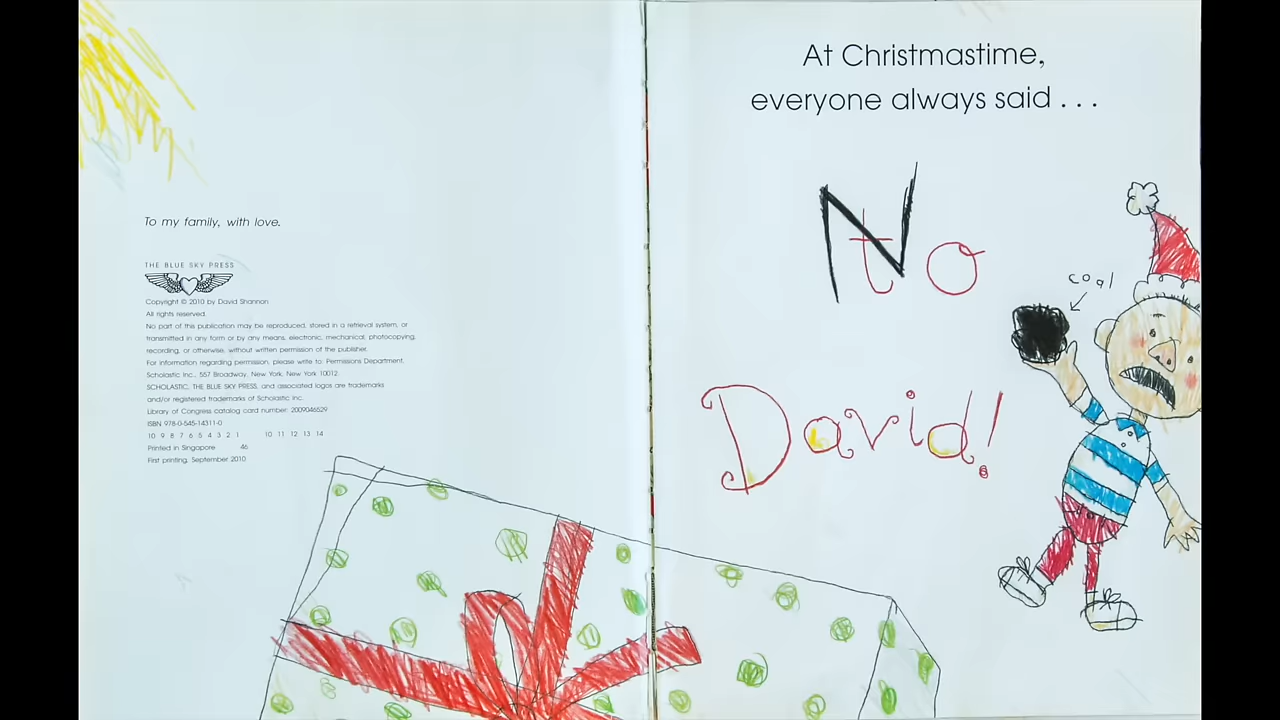 To my family, with love.
THE BLUE SKY PRESS
Copyright © 2010 by David Shannon
All rights reserved.
No part of this publication may be reproduced, stored in a retrieval system, or
transmitted in any form or by any means, electronic, mechanical, photocopying,
recording, or otherwise, without written permission of the publisher.
For information regarding permission, please write to: Permissions Department,
Scholastic Inc., 557 Broadway, New York, New York 10012.
SCHOLASTIC, THE BLUE SKY PRESS, and associated logos are trademarks
and/or registered trademarks of Scholastic Inc.
Library of Congress catalog card number: 2009046529
ISBN 978-0-545-14311-0
10 9 8 7 6 5 4 3 2 1 10 11 12 13 14
Printed in Singapore 46
First printing, September 2010
At Christmastime,
everyone always said . . .
No
David!
coal